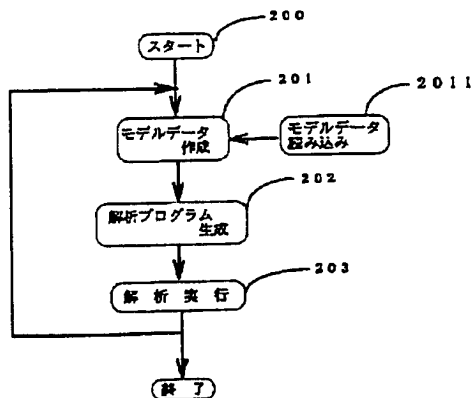 200
スタート
201
2011
モデルデータ
作成
モデルデータ
組み込み
202
解析プログラム
生成
203
解析実行
終了